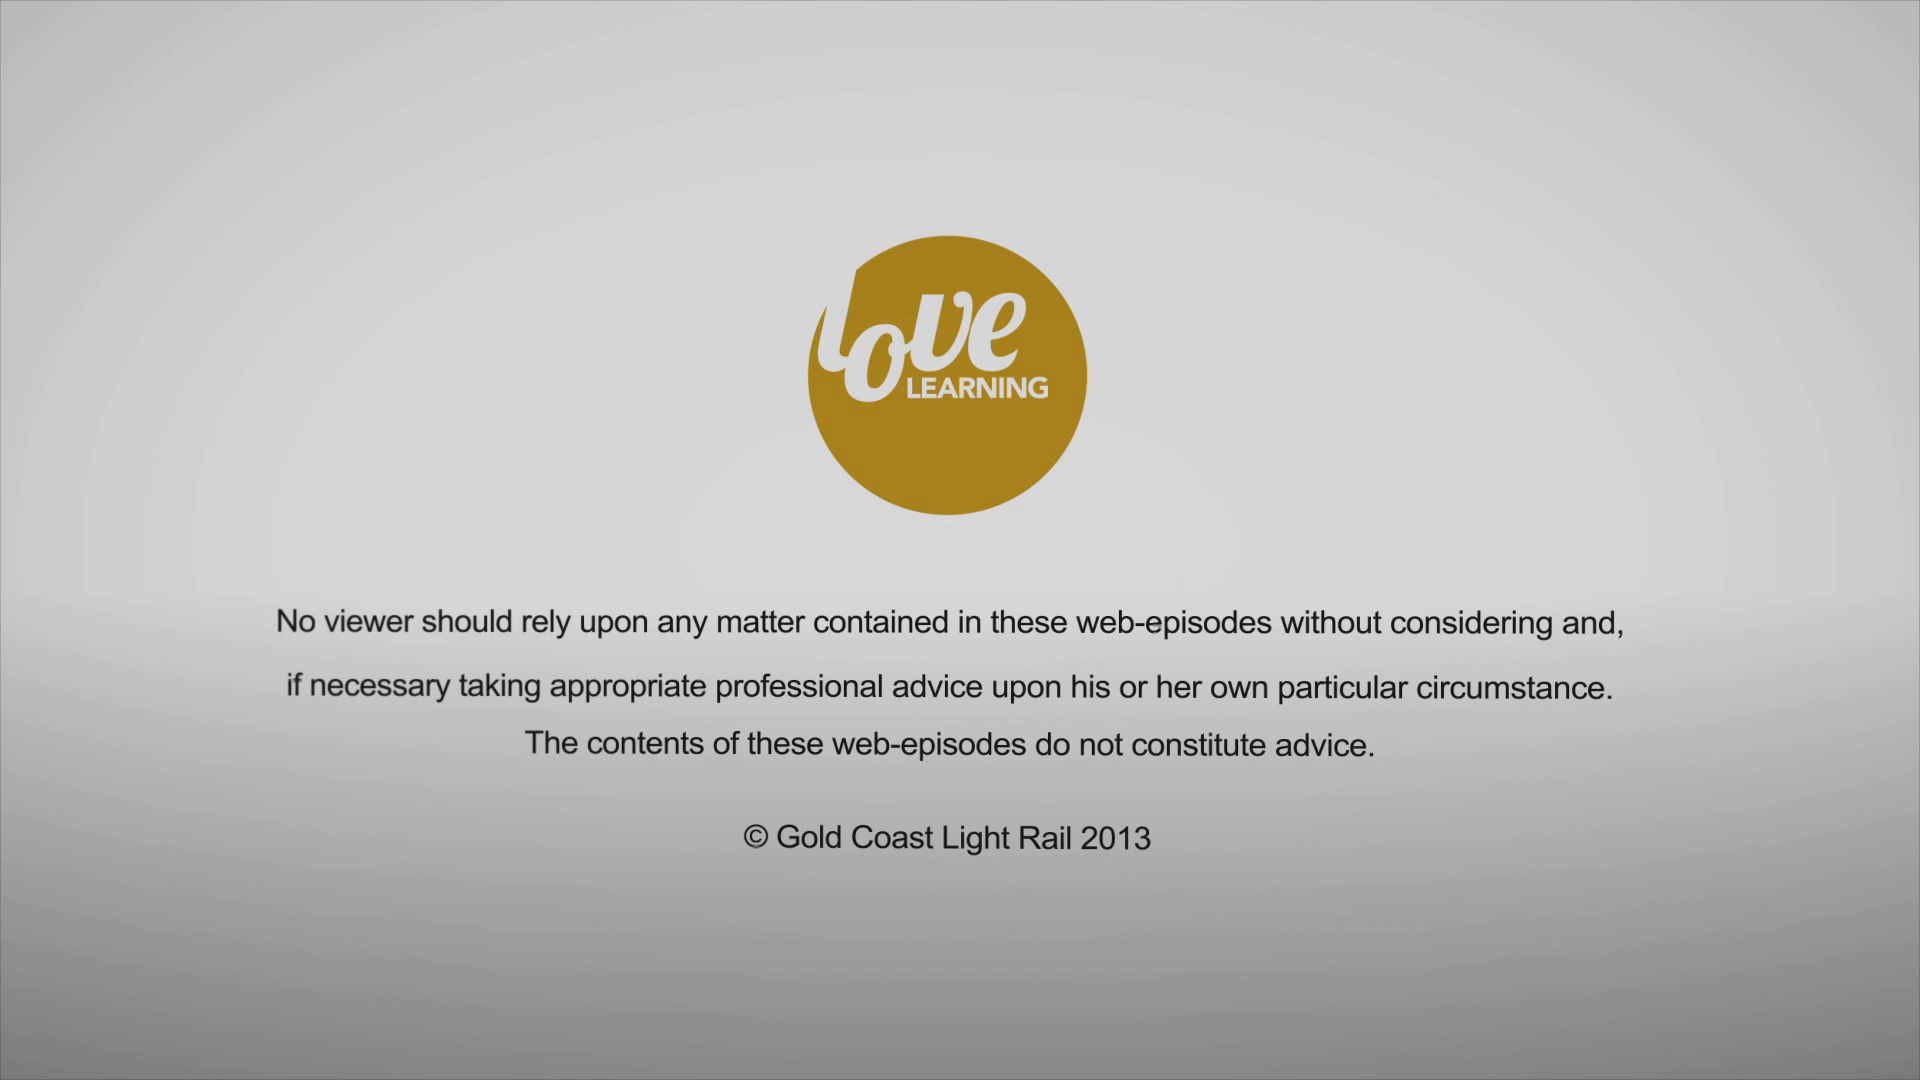 love
LEARNING
No viewer should rely upon any matter contained in these web-episodes without considering and,
if necessary taking appropriate professional advice upon his or her own particular circumstance.
The contents of these web-episodes do not constitute advice.
© Gold Coast Light Rail 2013